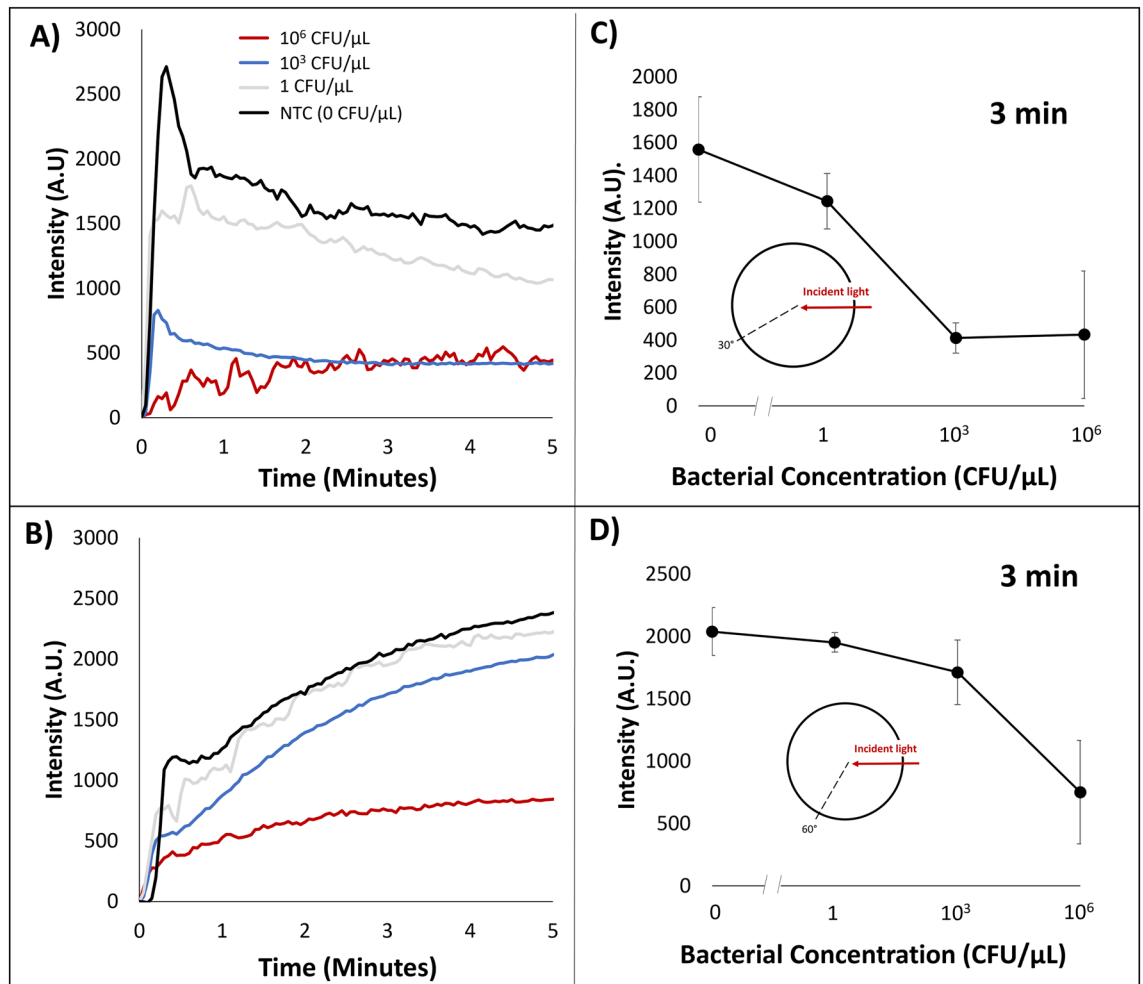 A)
3000
2500
2000
1500
1000
500
0
Intensity (A.U)
10⁶ CFU/µL
10³ CFU/µL
1 CFU/µL
NTC (0 CFU/µL)
0 1 2 3 4 5
Time (Minutes)
C)
3 min
2000
1800
1600
1400
1200
1000
800
600
400
200
0
Intensity (A.U).
Incident light
30°
0 1 10³ 10⁶
Bacterial Concentration (CFU/µL)
B)
3000
2500
2000
1500
1000
500
0
Intensity (A.U.)
0 1 2 3 4 5
Time (Minutes)
D)
3 min
2500
2000
1500
1000
500
0
Intensity (A.U.)
Incident light
60°
0 1 10³ 10⁶
Bacterial Concentration (CFU/µL)